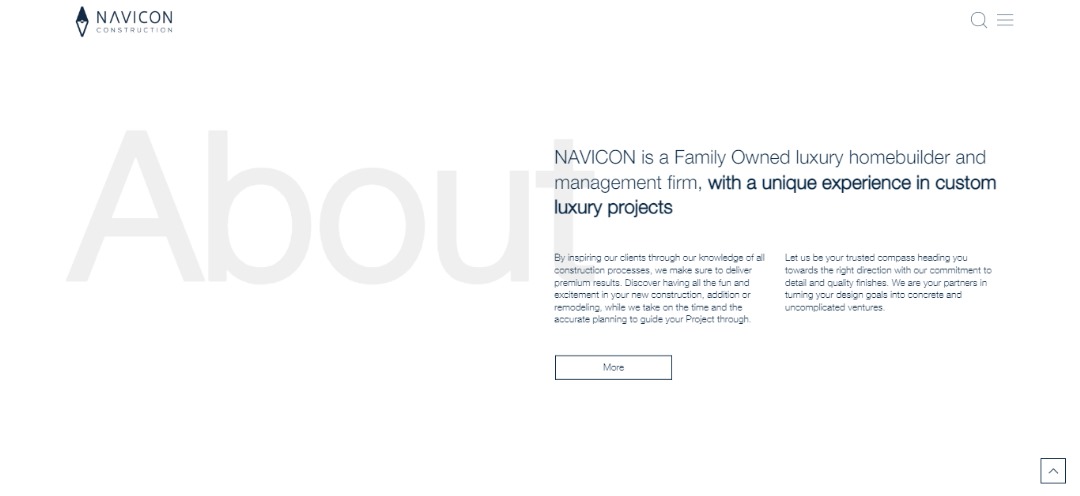 NAVICON
CONSTRUCTION
About
NAVICON is a Family Owned luxury homebuilder and
management firm, with a unique experience in custom
luxury projects
By inspiring our clients through our knowledge of all
construction processes, we make sure to deliver
premium results. Discover having all the fun and
excitement in your new construction, addition or
remodeling, while we take on the time and the
accurate planning to guide your Project through.
Let us be your trusted compass heading you
towards the right direction with our commitment to
detail and quality finishes. We are your partners in
turning your design goals into concrete and
uncomplicated ventures.
More